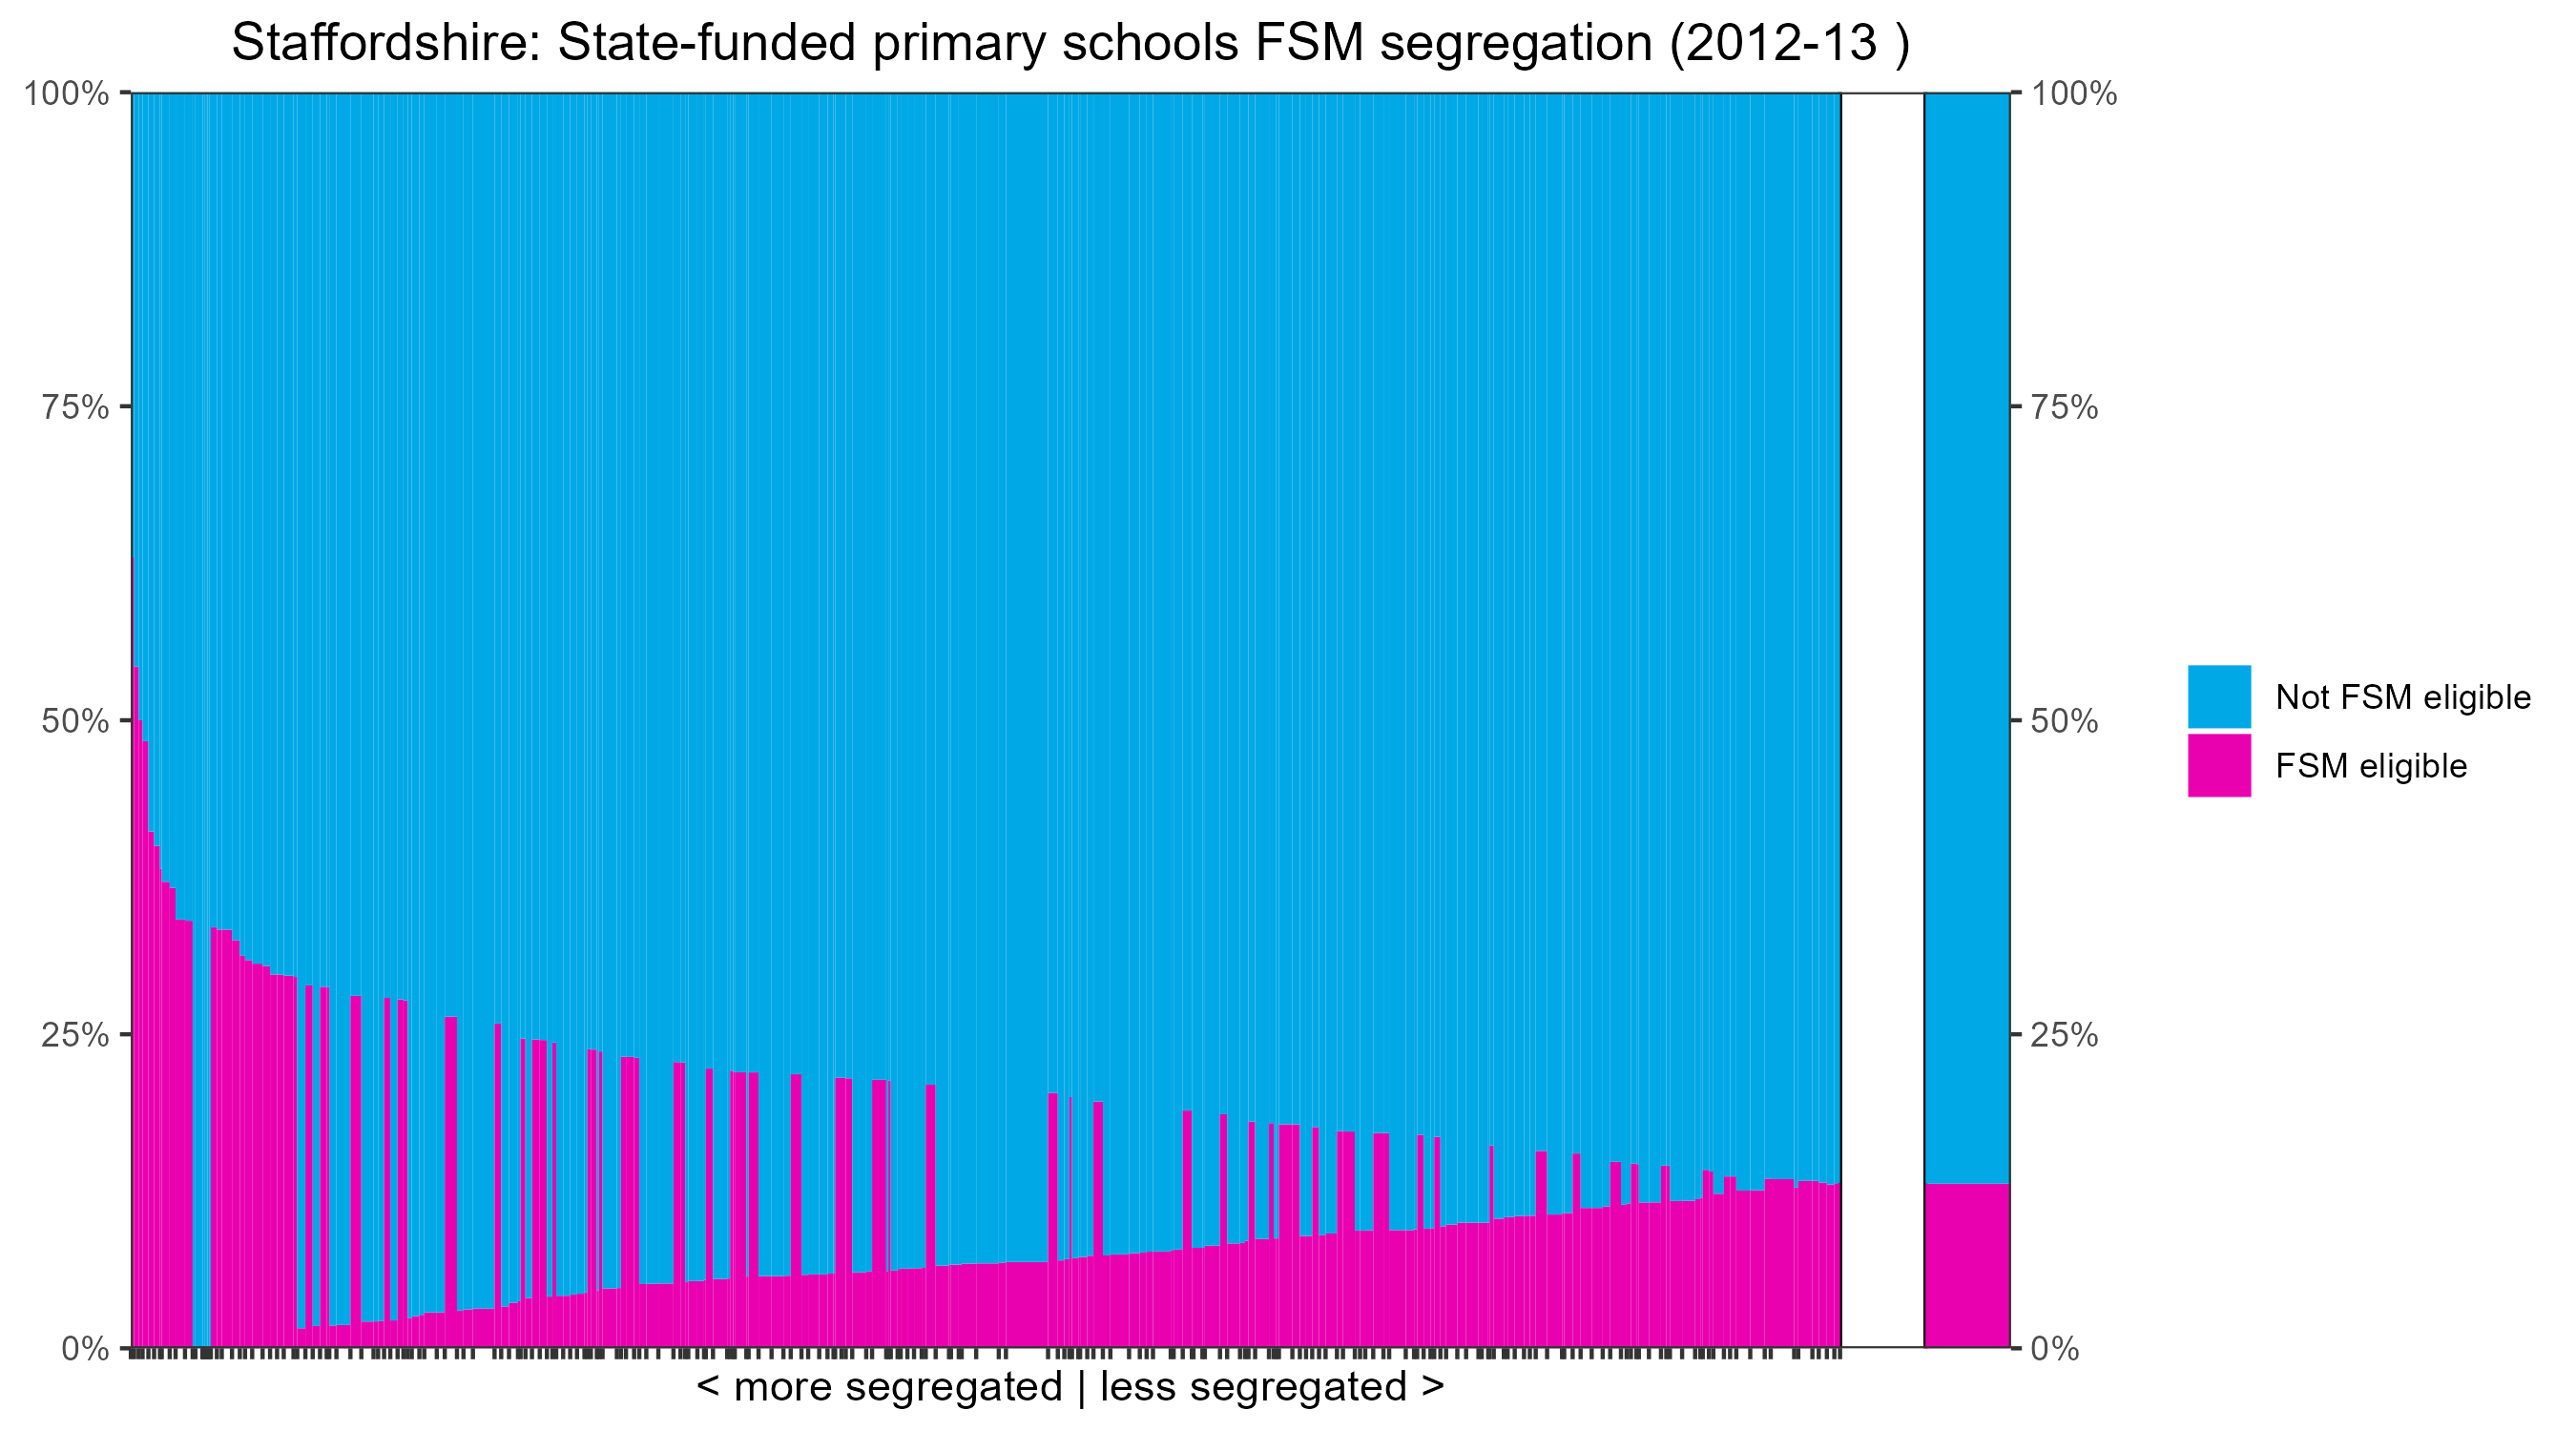 Staffordshire: State-funded primary schools FSM segregation (2012-13 )
100%
75%
50%
25%
0%
100%
75%
50%
25%
0%
Not FSM eligible
FSM eligible
< more segregated | less segregated >